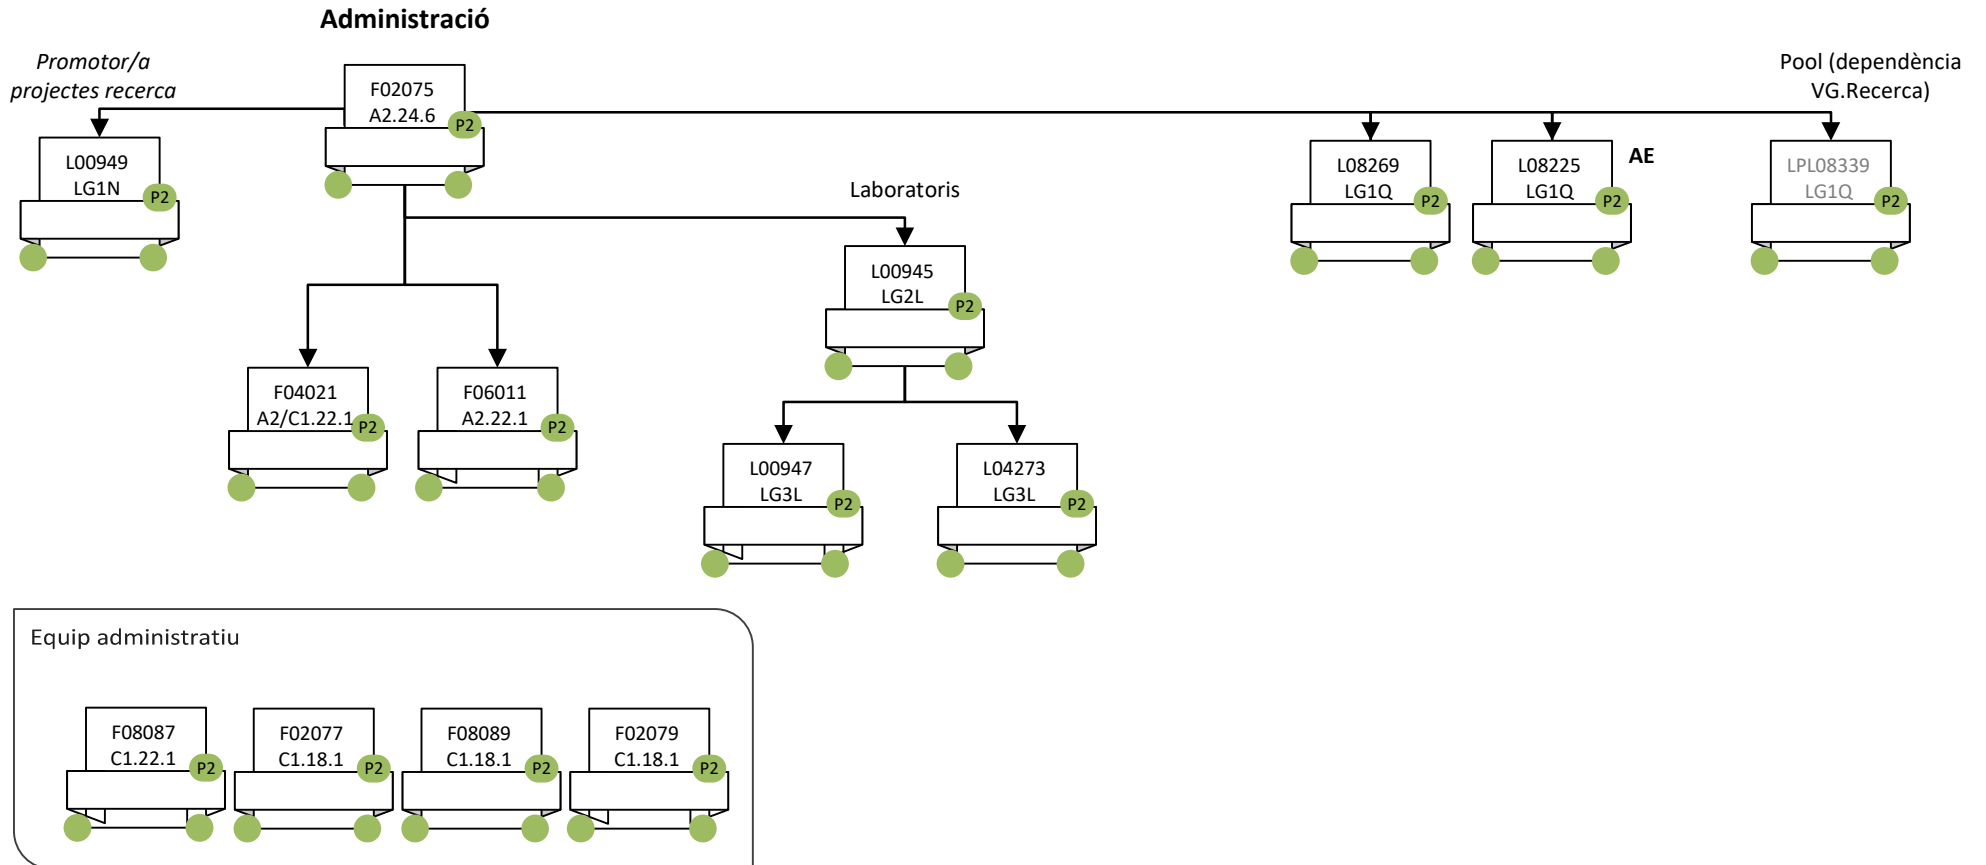 Administració
Promotor/a
projectes recerca
Pool (dependència
VG.Recerca)
F02075
A2.24.6
P2
L00949
LG1N
P2
L08269
LG1Q
P2
L08225
LG1Q
P2
AE
LPL08339
LG1Q
P2
Laboratoris
L00945
LG2L
P2
F04021
A2/C1.22.1
P2
F06011
A2.22.1
P2
L00947
LG3L
P2
L04273
LG3L
P2
Equip administratiu
F08087
C1.22.1
P2
F02077
C1.18.1
P2
F08089
C1.18.1
P2
F02079
C1.18.1
P2